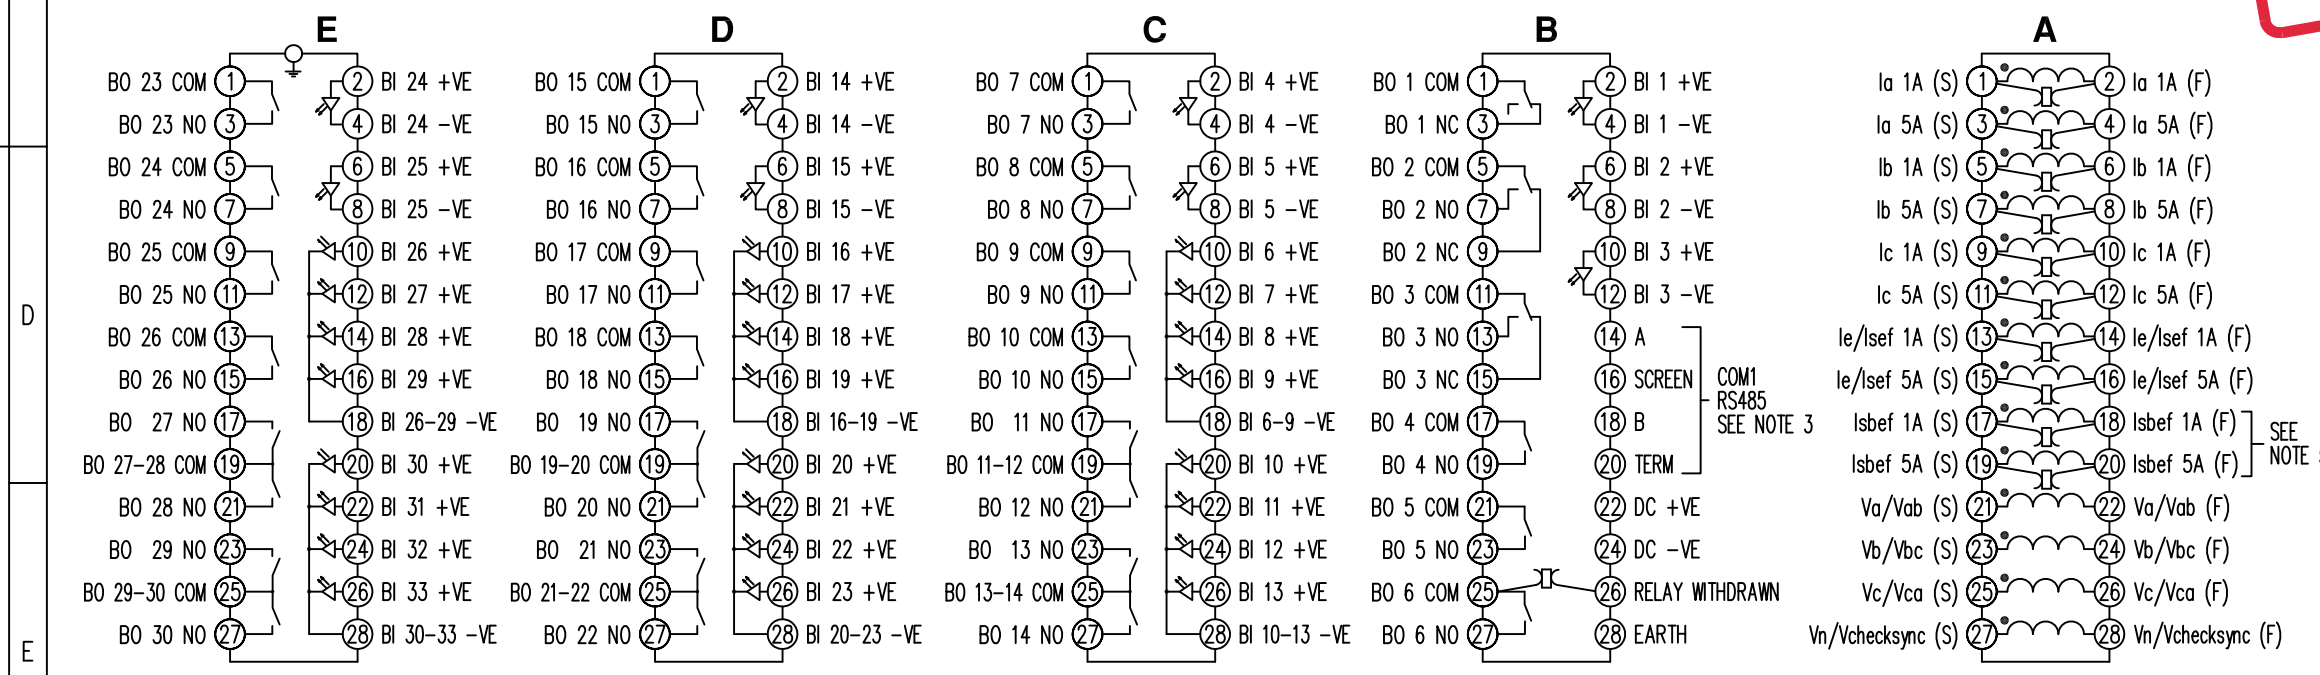 E D C B A
BO 23 COM 1 2 BI 24 +VE BO 15 COM 1 2 BI 14 +VE BO 7 COM 1 2 BI 4 +VE BO 1 COM 1 2 BI 1 +VE Ia 1A (S) 1 2 Ia 1A (F)
BO 23 NO 3 4 BI 24 -VE BO 15 NO 3 4 BI 14 -VE BO 7 NO 3 4 BI 4 -VE BO 1 NC 3 4 BI 1 -VE Ia 5A (S) 3 4 Ia 5A (F)
BO 24 COM 5 6 BI 25 +VE BO 16 COM 5 6 BI 15 +VE BO 8 COM 5 6 BI 5 +VE BO 2 COM 5 6 BI 2 +VE Ib 1A (S) 5 6 Ib 1A (F)
BO 24 NO 7 8 BI 25 -VE BO 16 NO 7 8 BI 15 -VE BO 8 NO 7 8 BI 5 -VE BO 2 NO 7 8 BI 2 -VE Ib 5A (S) 7 8 Ib 5A (F)
BO 25 COM 9 10 BI 26 +VE BO 17 COM 9 10 BI 16 +VE BO 9 COM 9 10 BI 6 +VE BO 2 NC 9 10 BI 3 +VE Ic 1A (S) 9 10 Ic 1A (F)
D BO 25 NO 11 12 BI 27 +VE BO 17 NO 11 12 BI 17 +VE BO 9 NO 11 12 BI 7 +VE BO 3 COM 11 12 BI 3 -VE Ic 5A (S) 11 12 Ic 5A (F)
BO 26 COM 13 14 BI 28 +VE BO 18 COM 13 14 BI 18 +VE BO 10 COM 13 14 BI 8 +VE BO 3 NO 13 14 A Ie/Isef 1A (S) 13 14 Ie/Isef 1A (F)
BO 26 NO 15 16 BI 29 +VE BO 18 NO 15 16 BI 19 +VE BO 10 NO 15 16 BI 9 +VE BO 3 NC 15 16 SCREEN COM1 Ie/Isef 5A (S) 15 16 Ie/Isef 5A (F)
RS485
BO 27 NO 17 18 BI 26-29 -VE BO 19 NO 17 18 BI 16-19 -VE BO 11 NO 17 18 BI 6-9 -VE BO 4 COM 17 18 B SEE NOTE 3 Isbef 1A (S) 17 18 Isbef 1A (F) SEE
BO 27-28 COM 19 20 BI 30 +VE BO 19-20 COM 19 20 BI 20 +VE BO 11-12 COM 19 20 BI 10 +VE BO 4 NO 19 20 TERM Isbef 5A (S) 19 20 Isbef 5A (F) NOTE
BO 28 NO 21 22 BI 31 +VE BO 20 NO 21 22 BI 21 +VE BO 12 NO 21 22 BI 11 +VE BO 5 COM 21 22 DC +VE Va/Vab (S) 21 22 Va/Vab (F)
BO 29 NO 23 24 BI 32 +VE BO 21 NO 23 24 BI 22 +VE BO 13 NO 23 24 BI 12 +VE BO 5 NO 23 24 DC -VE Vb/Vbc (S) 23 24 Vb/Vbc (F)
BO 29-30 COM 25 26 BI 33 +VE BO 21-22 COM 25 26 BI 23 +VE BO 13-14 COM 25 26 BI 13 +VE BO 6 COM 25 26 RELAY WITHDRAWN Vc/Vca (S) 25 26 Vc/Vca (F)
E BO 30 NO 27 28 BI 30-33 -VE BO 22 NO 27 28 BI 20-23 -VE BO 14 NO 27 28 BI 10-13 -VE BO 6 NO 27 28 EARTH Vn/Vchecksync (S) 27 28 Vn/Vchecksync (F)